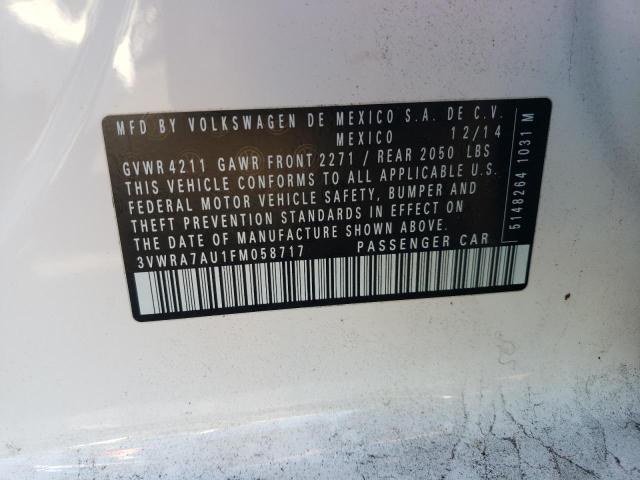 MFD BY VOLKSWAGEN DE MEXICO S.A. DE C.V.
MEXICO 12/14
GVWR 4211 GAWR FRONT 2271 / REAR 2050 LBS
THIS VEHICLE CONFORMS TO ALL APPLICABLE U.S.
FEDERAL MOTOR VEHICLE SAFETY, BUMPER AND
THEFT PREVENTION STANDARDS IN EFFECT ON
THE DATE OF MANUFACTURE SHOWN ABOVE.
3VWRA7AU1FM058717 PASSENGER CAR
5148264 1031 M